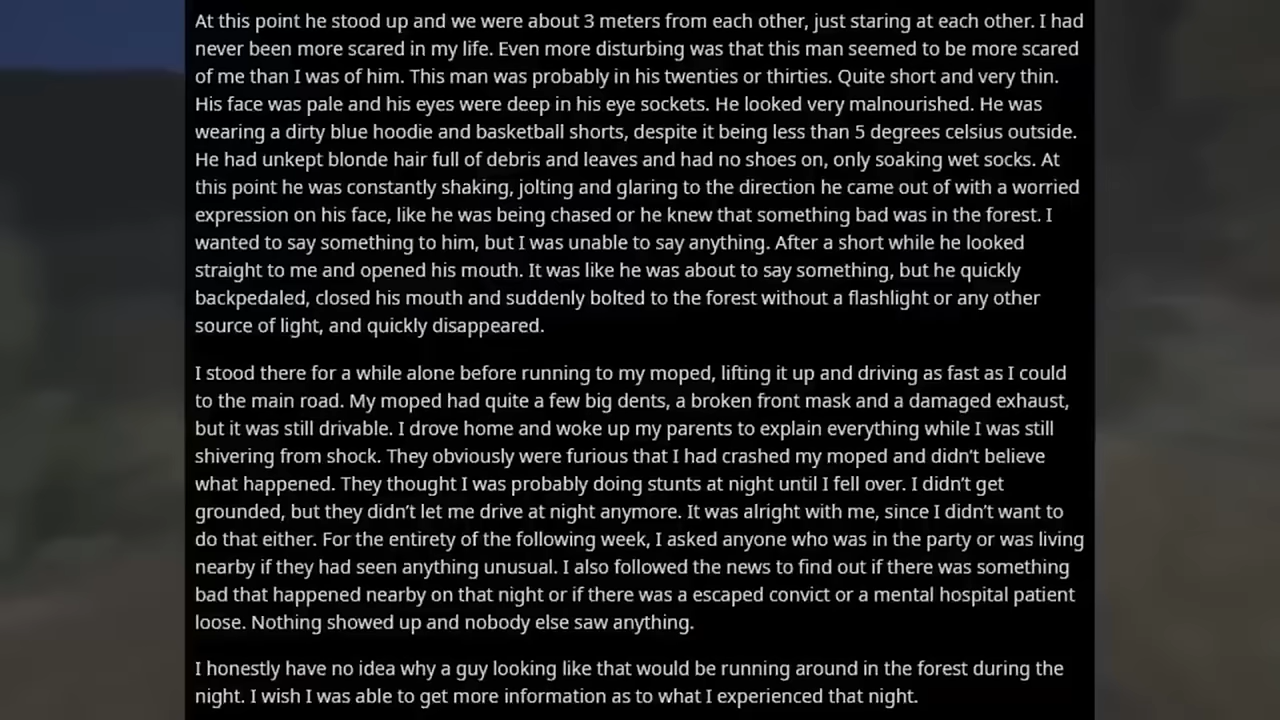 At this point he stood up and we were about 3 meters from each other, just staring at each other. I had
never been more scared in my life. Even more disturbing was that this man seemed to be more scared
of me than I was of him. This man was probably in his twenties or thirties. Quite short and very thin.
His face was pale and his eyes were deep in his eye sockets. He looked very malnourished. He was
wearing a dirty blue hoodie and basketball shorts, despite it being less than 5 degrees celsius outside.
He had unkept blonde hair full of debris and leaves and had no shoes on, only soaking wet socks. At
this point he was constantly shaking, jolting and glaring to the direction he came out of with a worried
expression on his face, like he was being chased or he knew that something bad was in the forest. I
wanted to say something to him, but I was unable to say anything. After a short while he looked
straight to me and opened his mouth. It was like he was about to say something, but he quickly
backpedaled, closed his mouth and suddenly bolted to the forest without a flashlight or any other
source of light, and quickly disappeared.
I stood there for a while alone before running to my moped, lifting it up and driving as fast as I could
to the main road. My moped had quite a few big dents, a broken front mask and a damaged exhaust,
but it was still drivable. I drove home and woke up my parents to explain everything while I was still
shivering from shock. They obviously were furious that I had crashed my moped and didn't believe
what happened. They thought I was probably doing stunts at night until I fell over. I didn't get
grounded, but they didn't let me drive at night anymore. It was alright with me, since I didn't want to
do that either. For the entirety of the following week, I asked anyone who was in the party or was living
nearby if they had seen anything unusual. I also followed the news to find out if there was something
bad that happened nearby on that night or if there was a escaped convict or a mental hospital patient
loose. Nothing showed up and nobody else saw anything.
I honestly have no idea why a guy looking like that would be running around in the forest during the
night. I wish I was able to get more information as to what I experienced that night.